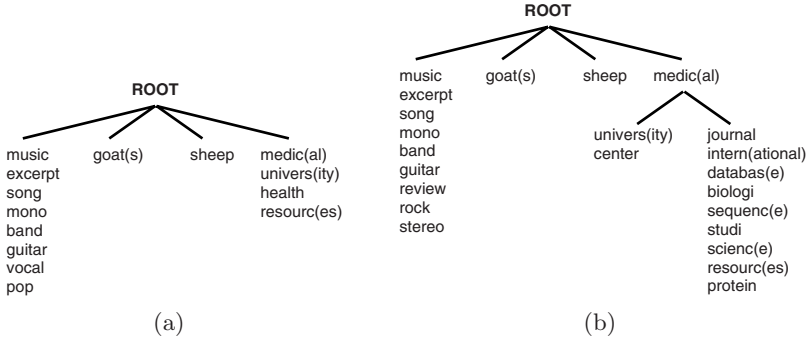 ROOT
music
excerpt
song
mono
band
guitar
vocal
pop
goat(s)
sheep
medic(al)
univers(ity)
health
resourc(es)
(a)
ROOT
music
excerpt
song
mono
band
guitar
review
rock
stereo
goat(s)
sheep
medic(al)
univers(ity)
center
journal
intern(ational)
databas(e)
biologi
sequenc(e)
studi
scienc(e)
resourc(es)
protein
(b)